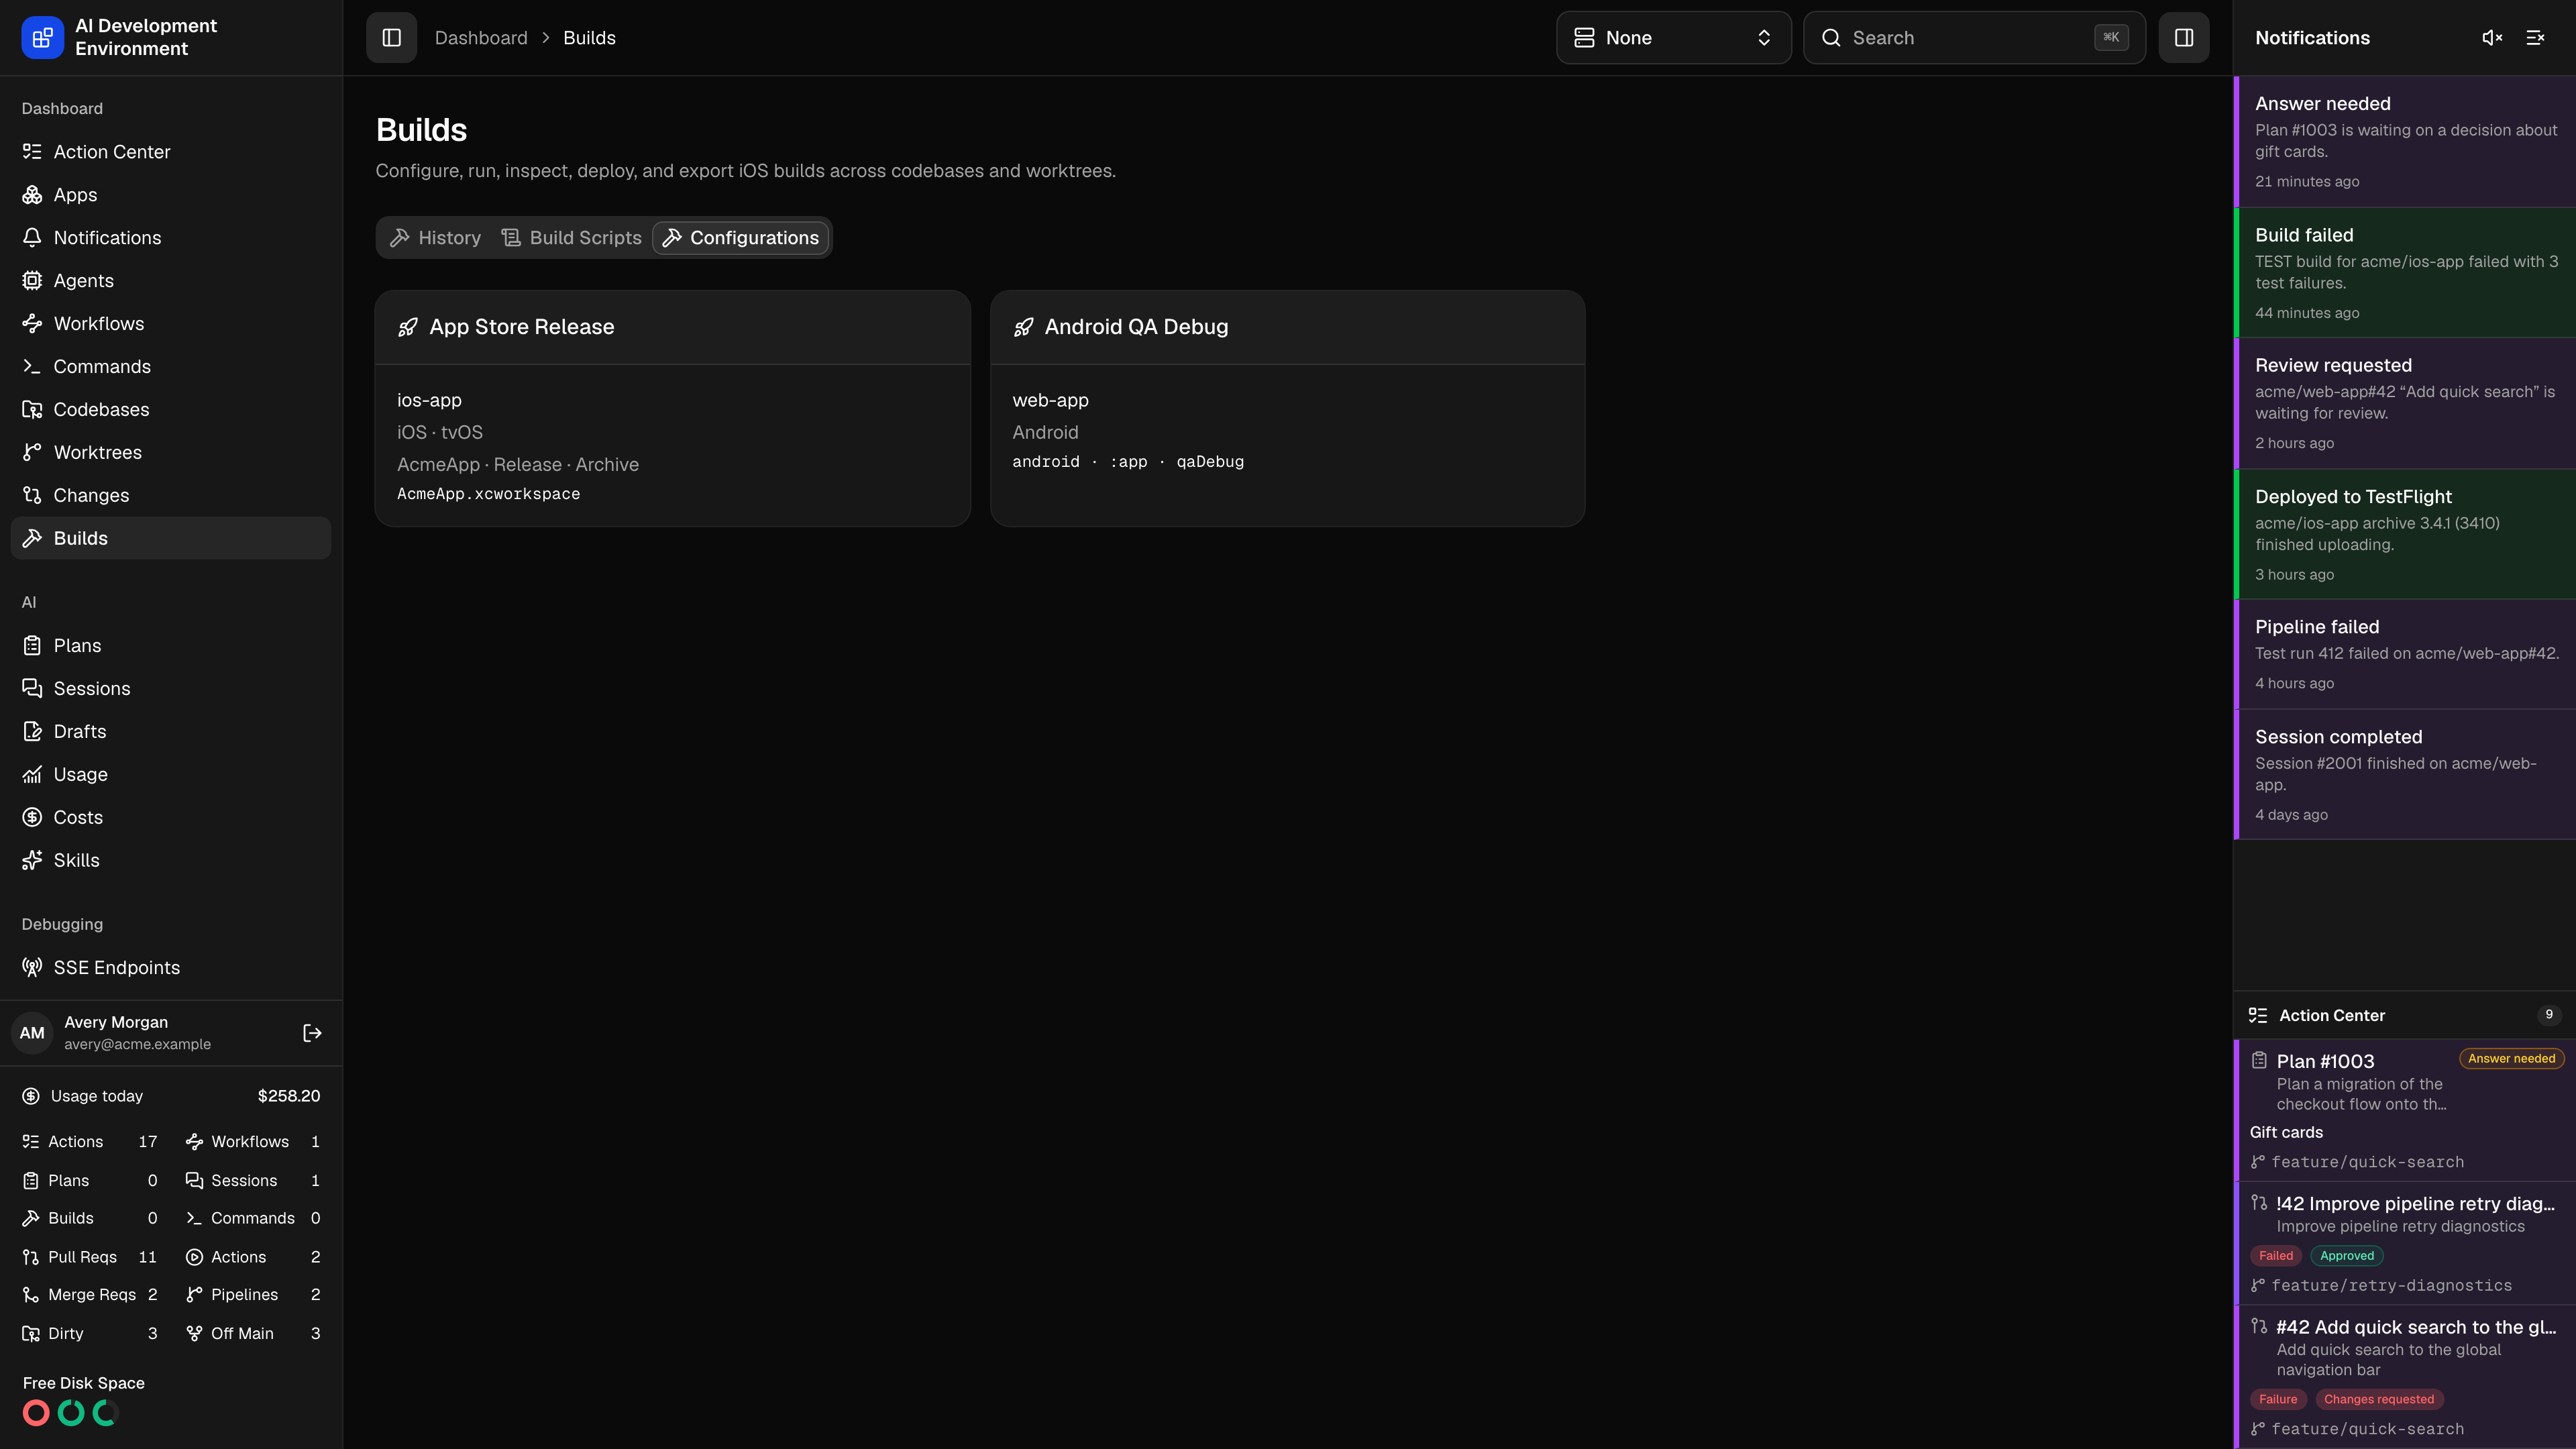 AI Development
Environment
Dashboard
Action Center
Apps
Notifications
Agents
Workflows
Commands
Codebases
Worktrees
Changes
Builds
AI
Plans
Sessions
Drafts
Usage
Costs
Skills
Debugging
SSE Endpoints
AM
Avery Morgan
avery@acme.example
Usage today $258.20
Actions 17 Workflows 1
Plans 0 Sessions 1
Builds 0 Commands 0
Pull Reqs 11 Actions 2
Merge Reqs 2 Pipelines 2
Dirty 3 Off Main 3
Free Disk Space
Dashboard > Builds
None
Search ⌘K
Builds
Configure, run, inspect, deploy, and export iOS builds across codebases and worktrees.
History Build Scripts Configurations
App Store Release
ios-app
iOS · tvOS
AcmeApp · Release · Archive
AcmeApp.xcworkspace
Android QA Debug
web-app
Android
android · :app · qaDebug
Notifications
Answer needed
Plan #1003 is waiting on a decision about
gift cards.
21 minutes ago
Build failed
TEST build for acme/ios-app failed with 3
test failures.
44 minutes ago
Review requested
acme/web-app#42 “Add quick search” is
waiting for review.
2 hours ago
Deployed to TestFlight
acme/ios-app archive 3.4.1 (3410)
finished uploading.
3 hours ago
Pipeline failed
Test run 412 failed on acme/web-app#42.
4 hours ago
Session completed
Session #2001 finished on acme/web-
app.
4 days ago
Action Center 9
Plan #1003 Answer needed
Plan a migration of the
checkout flow onto th…
Gift cards
feature/quick-search
!42 Improve pipeline retry diag…
Improve pipeline retry diagnostics
Failed Approved
feature/retry-diagnostics
#42 Add quick search to the gl…
Add quick search to the global
navigation bar
Failure Changes requested
feature/quick-search